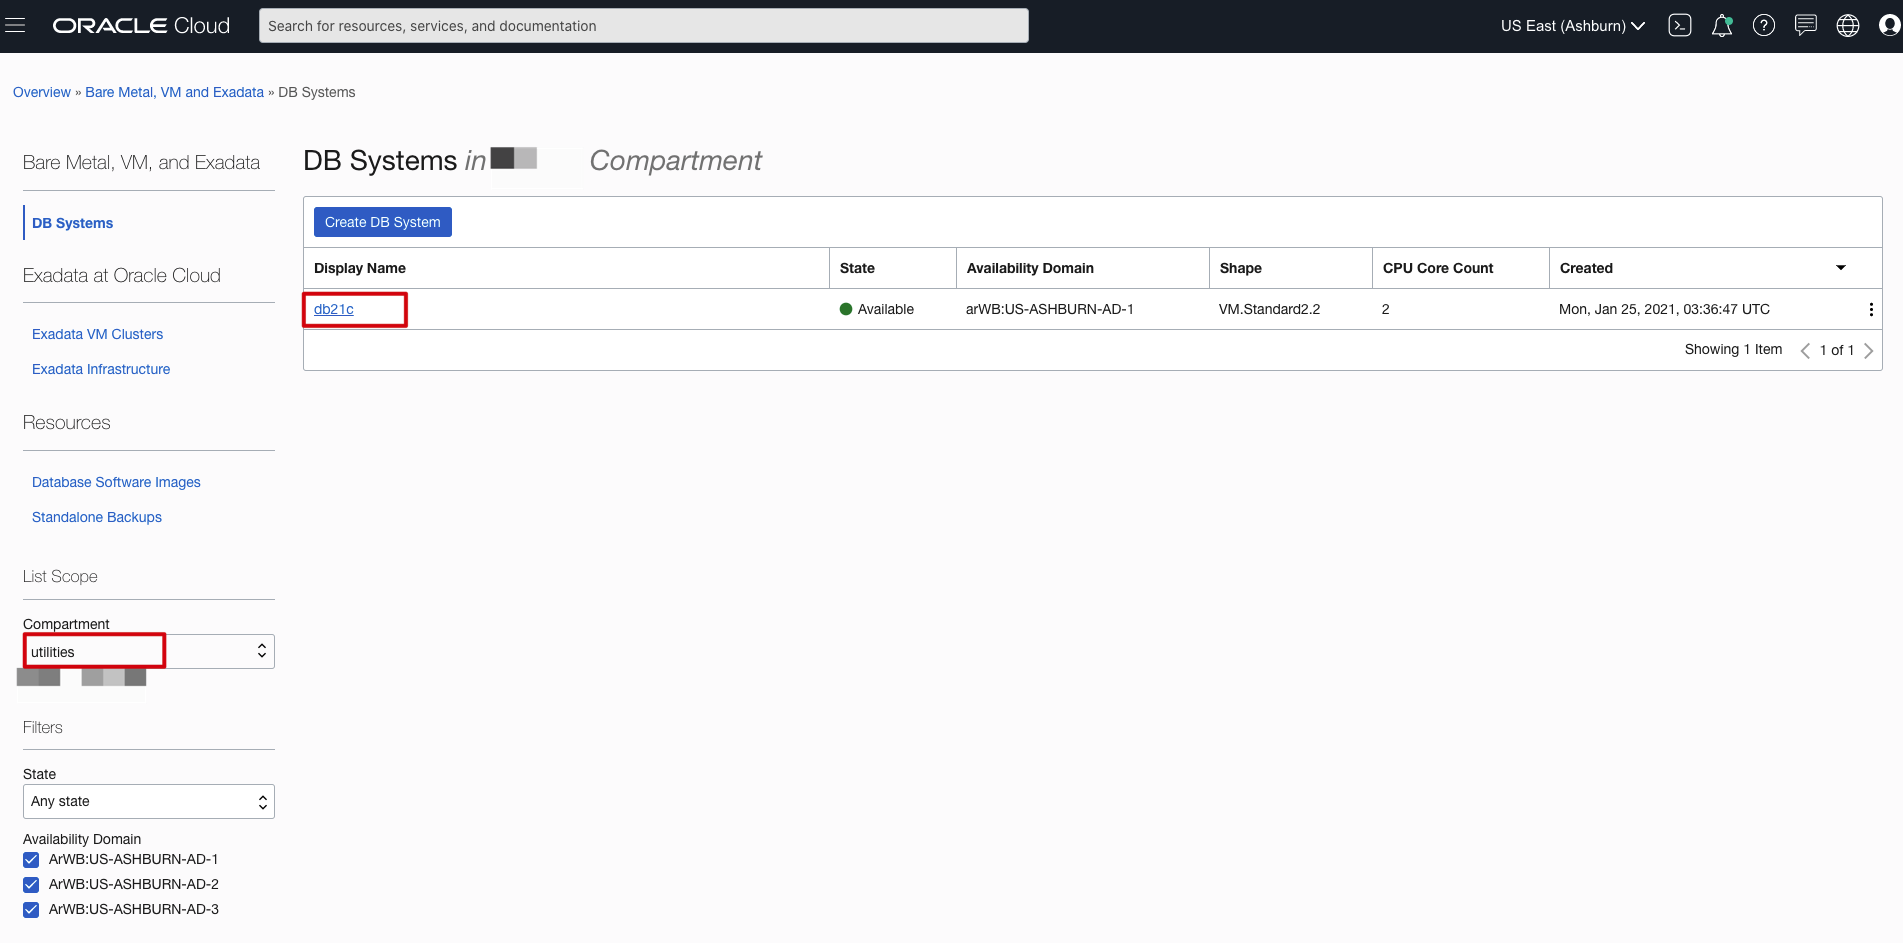 ORACLE Cloud
Search for resources, services, and documentation
US East (Ashburn)
Overview » Bare Metal, VM and Exadata » DB Systems
Bare Metal, VM, and Exadata
DB Systems
Exadata at Oracle Cloud
Exadata VM Clusters
Exadata Infrastructure
Resources
Database Software Images
Standalone Backups
List Scope
Compartment
utilities
Filters
State
Any state
Availability Domain
ArWB:US-ASHBURN-AD-1
ArWB:US-ASHBURN-AD-2
ArWB:US-ASHBURN-AD-3
DB Systems in Compartment
Create DB System
Display Name State Availability Domain Shape CPU Core Count Created
db21c Available arWB:US-ASHBURN-AD-1 VM.Standard2.2 2 Mon, Jan 25, 2021, 03:36:47 UTC
Showing 1 Item 1 of 1